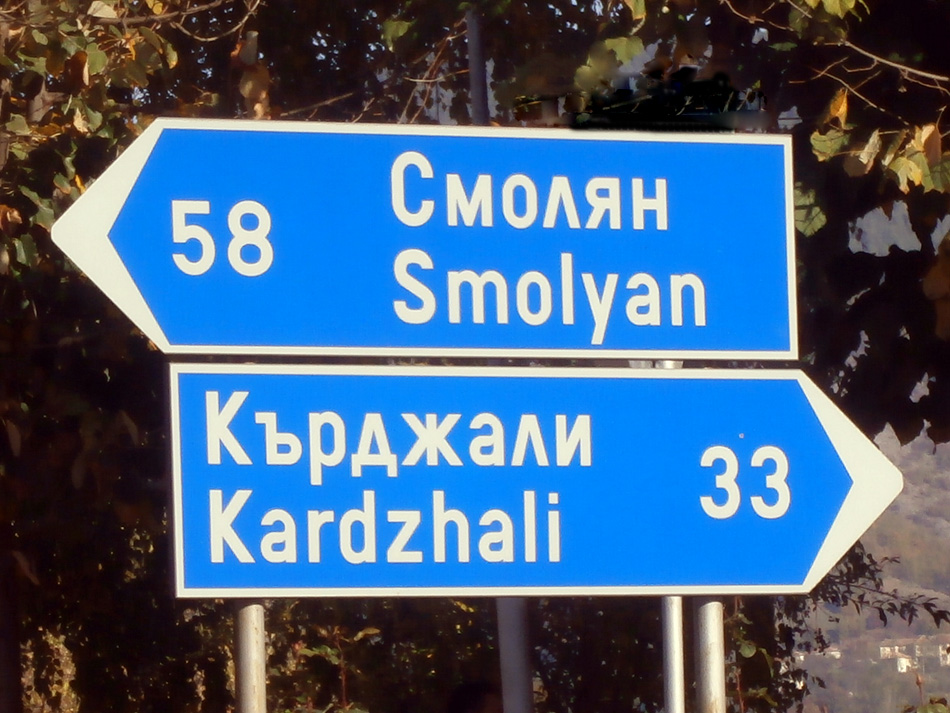 58 Смолян
Smolyan
Кърджали
Kardzhali 33